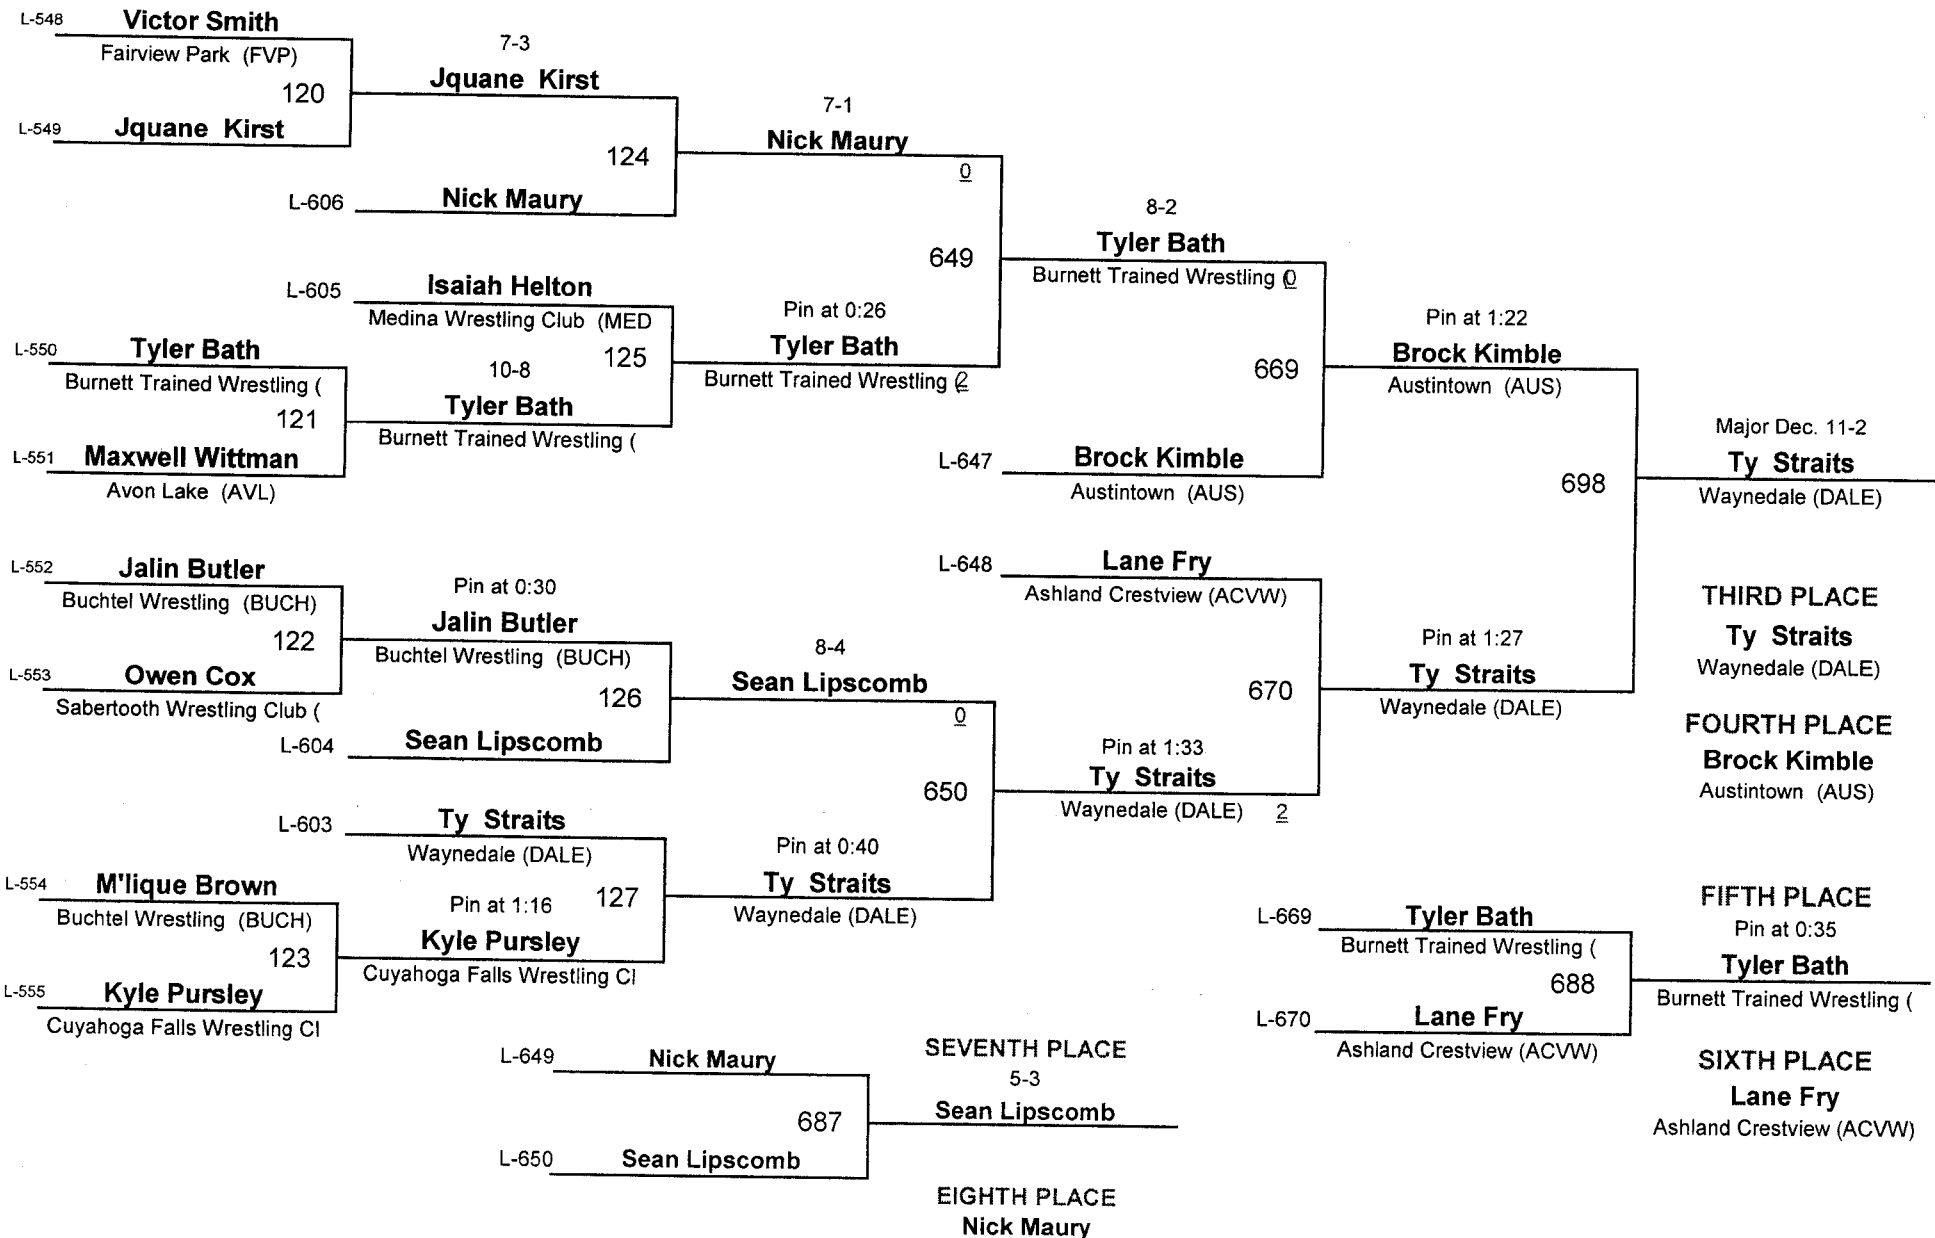 L-548 Victor Smith
Fairview Park (FVP)
120
L-549 Jquane Kirst
7-3
Jquane Kirst
124
L-606 Nick Maury
7-1
Nick Maury
0
L-605 Isaiah Helton
Medina Wrestling Club (MED
125
L-550 Tyler Bath
Burnett Trained Wrestling (
121
L-551 Maxwell Wittman
Avon Lake (AVL)
10-8
Tyler Bath
Burnett Trained Wrestling (
Pin at 0:26
Tyler Bath
Burnett Trained Wrestling (2
649
8-2
Tyler Bath
Burnett Trained Wrestling (0
669
L-647 Brock Kimble
Austintown (AUS)
Pin at 1:22
Brock Kimble
Austintown (AUS)
698
Major Dec. 11-2
Ty Straits
Waynedale (DALE)
L-552 Jalin Butler
Buchtel Wrestling (BUCH)
122
L-553 Owen Cox
Sabertooth Wrestling Club (
Pin at 0:30
Jalin Butler
Buchtel Wrestling (BUCH)
126
L-604 Sean Lipscomb
8-4
Sean Lipscomb
0
L-603 Ty Straits
Waynedale (DALE)
127
L-554 M'lique Brown
Buchtel Wrestling (BUCH)
123
L-555 Kyle Pursley
Cuyahoga Falls Wrestling Cl
Pin at 1:16
Kyle Pursley
Cuyahoga Falls Wrestling Cl
Pin at 0:40
Ty Straits
Waynedale (DALE)
650
L-648 Lane Fry
Ashland Crestview (ACVW)
670
Pin at 1:33
Ty Straits
Waynedale (DALE) 2
Pin at 1:27
Ty Straits
Waynedale (DALE)
THIRD PLACE
Ty Straits
Waynedale (DALE)
FOURTH PLACE
Brock Kimble
Austintown (AUS)
L-669 Tyler Bath
Burnett Trained Wrestling (
688
L-670 Lane Fry
Ashland Crestview (ACVW)
FIFTH PLACE
Pin at 0:35
Tyler Bath
Burnett Trained Wrestling (
SIXTH PLACE
Lane Fry
Ashland Crestview (ACVW)
L-649 Nick Maury
687
L-650 Sean Lipscomb
SEVENTH PLACE
5-3
Sean Lipscomb
EIGHTH PLACE
Nick Maury